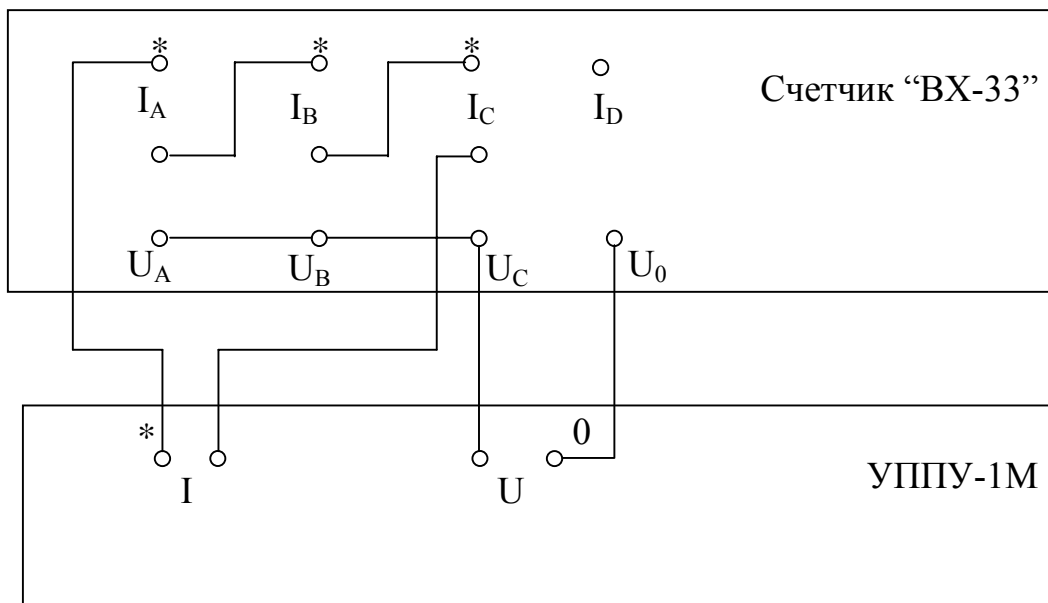 * * *
I_A I_B I_C I_D Счетчик “ВХ-33”
U_A U_B U_C U_0
* 0
I U УППУ-1М